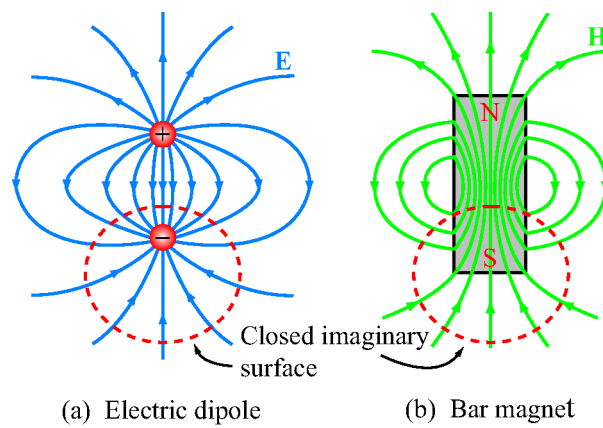 E
H
+
N
−
S
Closed imaginary
surface
(a) Electric dipole
(b) Bar magnet